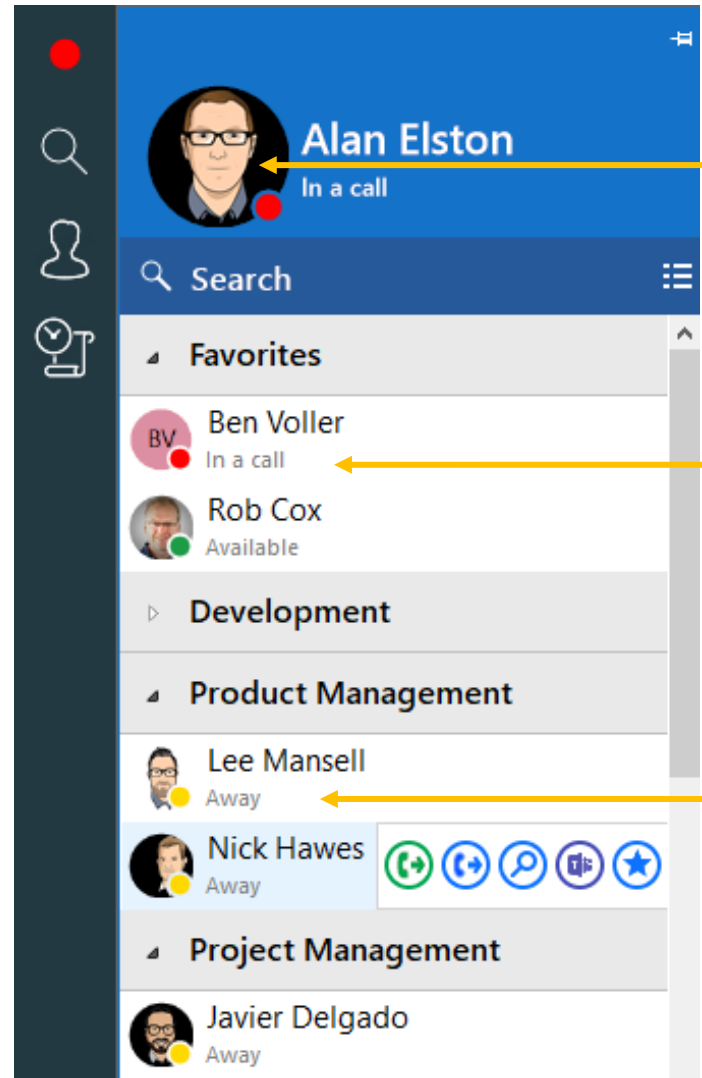 Alan Elston
In a call
Search
Favorites
BV
Ben Voller
In a call
Rob Cox
Available
Development
Product Management
Lee Mansell
Away
Nick Hawes
Away
Project Management
Javier Delgado
Away